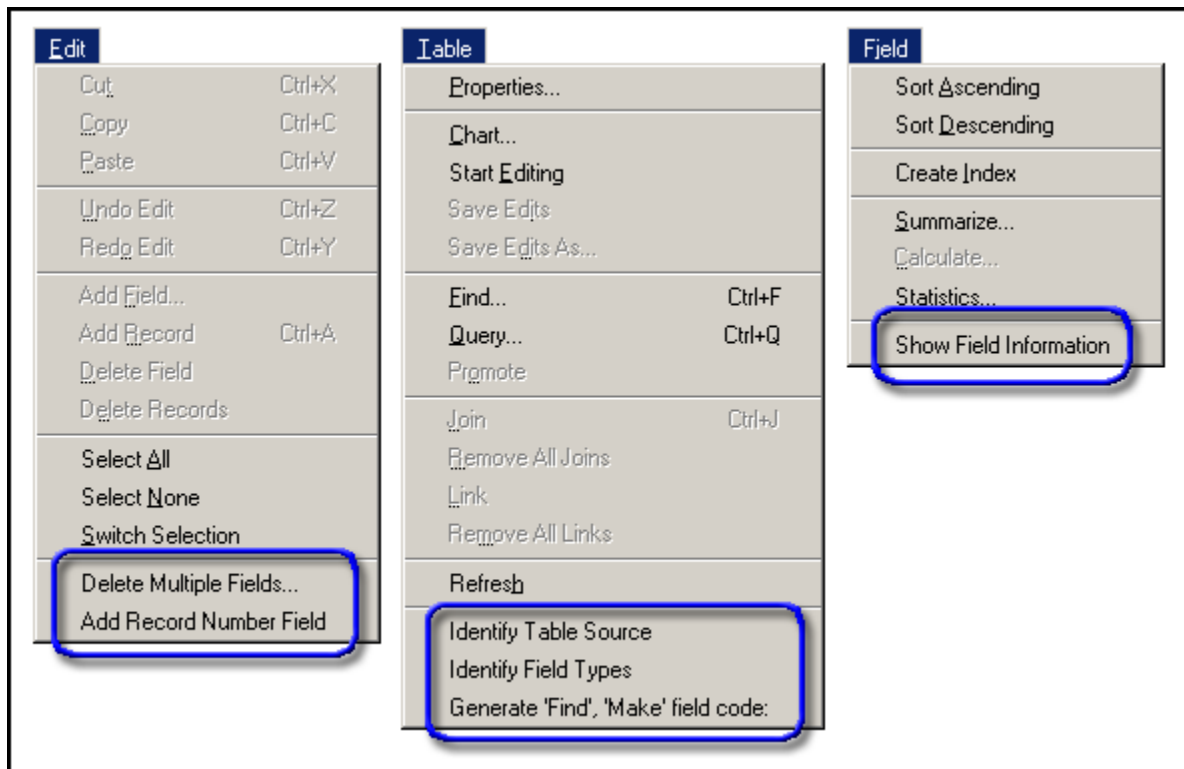 Edit
Cut Ctrl+X
Copy Ctrl+C
Paste Ctrl+V
Undo Edit Ctrl+Z
Redo Edit Ctrl+Y
Add Field...
Add Record Ctrl+A
Delete Field
Delete Records
Select All
Select None
Switch Selection
Delete Multiple Fields...
Add Record Number Field
Table
Properties...
Chart...
Start Editing
Save Edits
Save Edits As...
Find... Ctrl+F
Query... Ctrl+Q
Promote
Join Ctrl+J
Remove All Joins
Link
Remove All Links
Refresh
Identify Table Source
Identify Field Types
Generate 'Find', 'Make' field code:
Field
Sort Ascending
Sort Descending
Create Index
Summarize...
Calculate...
Statistics...
Show Field Information